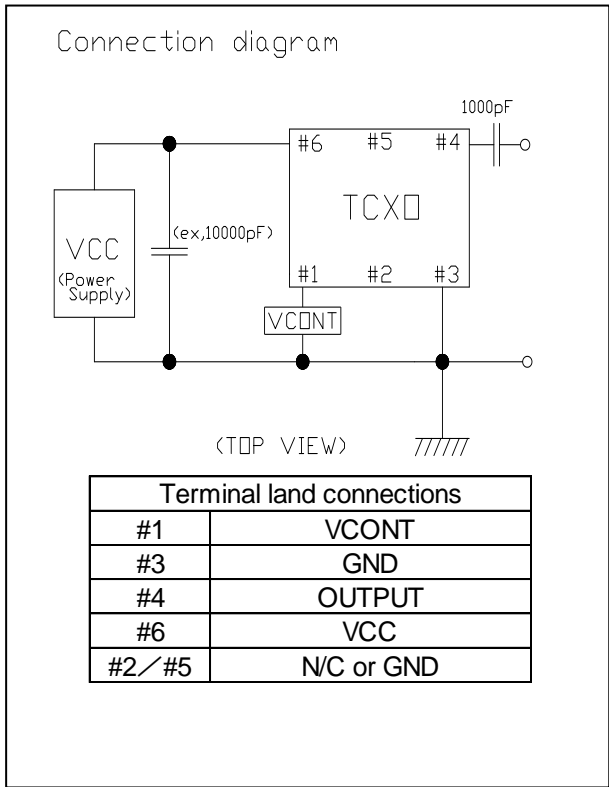 Connection diagram
1000pF
#6 #5 #4
TCXO
(ex,10000pF)
VCC
(Power
Supply)
#1 #2 #3
VCONT
(TOP VIEW)
Terminal land connections
#1 VCONT
#3 GND
#4 OUTPUT
#6 VCC
#2／#5 N/C or GND